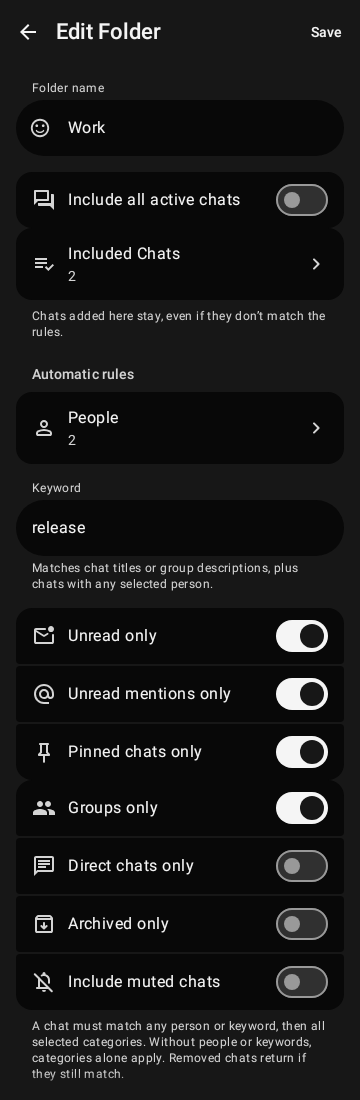 Edit Folder
Save
Folder name
Work
Include all active chats
Included Chats
2
Chats added here stay, even if they don't match the
rules.
Automatic rules
People
2
Keyword
release
Matches chat titles or group descriptions, plus
chats with any selected person.
Unread only
Unread mentions only
Pinned chats only
Groups only
Direct chats only
Archived only
Include muted chats
A chat must match any person or keyword, then all
selected categories. Without people or keywords,
categories alone apply. Removed chats return if
they still match.